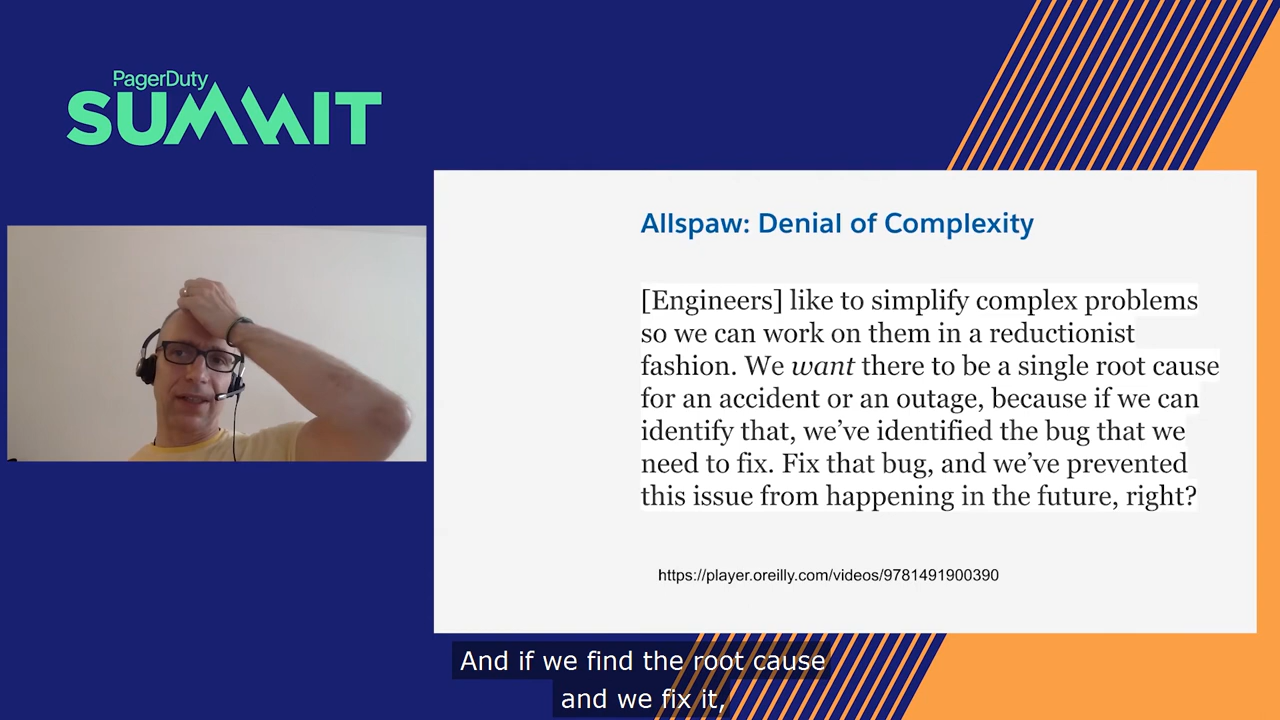 PagerDuty
SUMMIT
Allspaw: Denial of Complexity
[Engineers] like to simplify complex problems
so we can work on them in a reductionist
fashion. We want there to be a single root cause
for an accident or an outage, because if we can
identify that, we’ve identified the bug that we
need to fix. Fix that bug, and we’ve prevented
this issue from happening in the future, right?
https://player.oreilly.com/videos/9781491900390
And if we find the root cause
and we fix it,